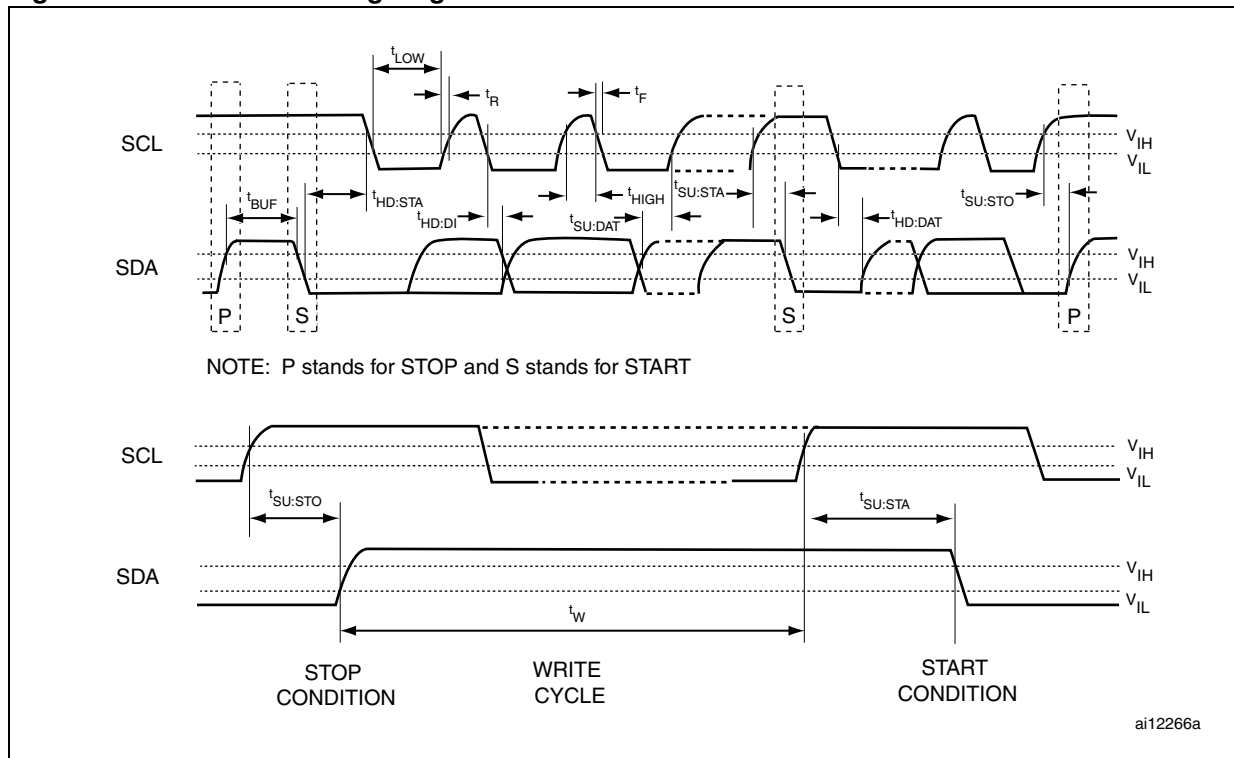 tLOW
tR
tF
SCL
VIH
VIL
tBUF
tHD:STA
tHD:DI
tSU:DAT
tHIGH
tSU:STA
tHD:DAT
tSU:STO
SDA
VIH
VIL
P
S
S
P
NOTE: P stands for STOP and S stands for START
SCL
VIH
VIL
tSU:STO
tSU:STA
SDA
VIH
VIL
tW
STOP
CONDITION
WRITE
CYCLE
START
CONDITION
ai12266a